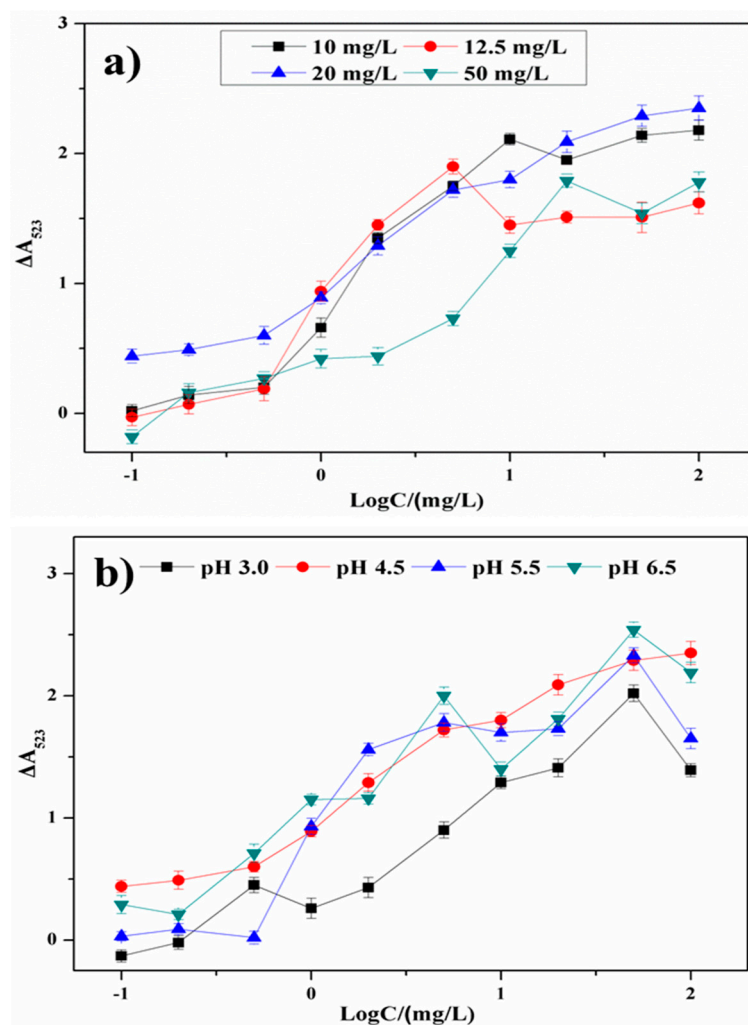 3
a)
10 mg/L 12.5 mg/L
20 mg/L 50 mg/L
2
ΔA523
1
0
-1 0 1 2
LogC/(mg/L)
b)
pH 3.0 pH 4.5 pH 5.5 pH 6.5
3
2
ΔA523
1
0
-1 0 1 2
LogC/(mg/L)